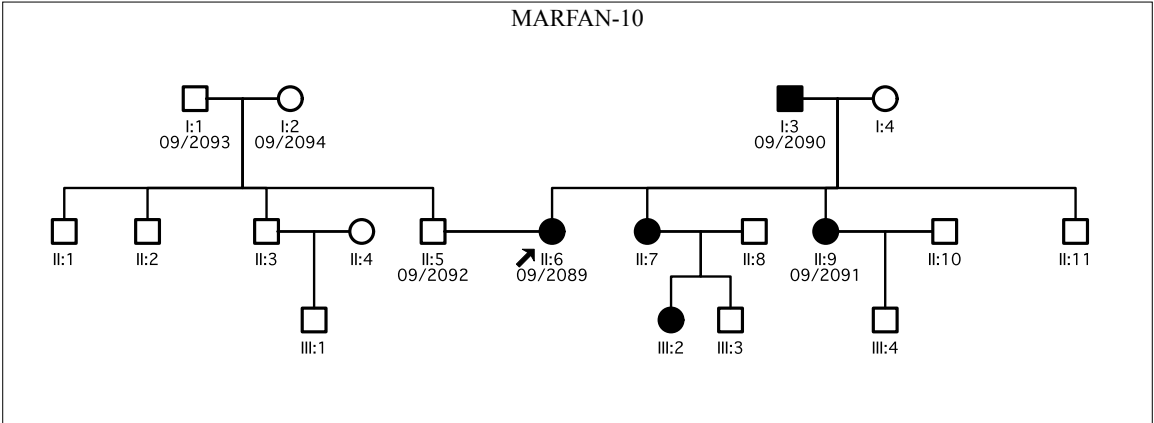 MARFAN-10
I:1
09/2093
I:2
09/2094
I:3
09/2090
I:4
II:1
II:2
II:3
II:4
II:5
09/2092
II:6
09/2089
II:7
II:8
II:9
09/2091
II:10
II:11
III:1
III:2
III:3
III:4